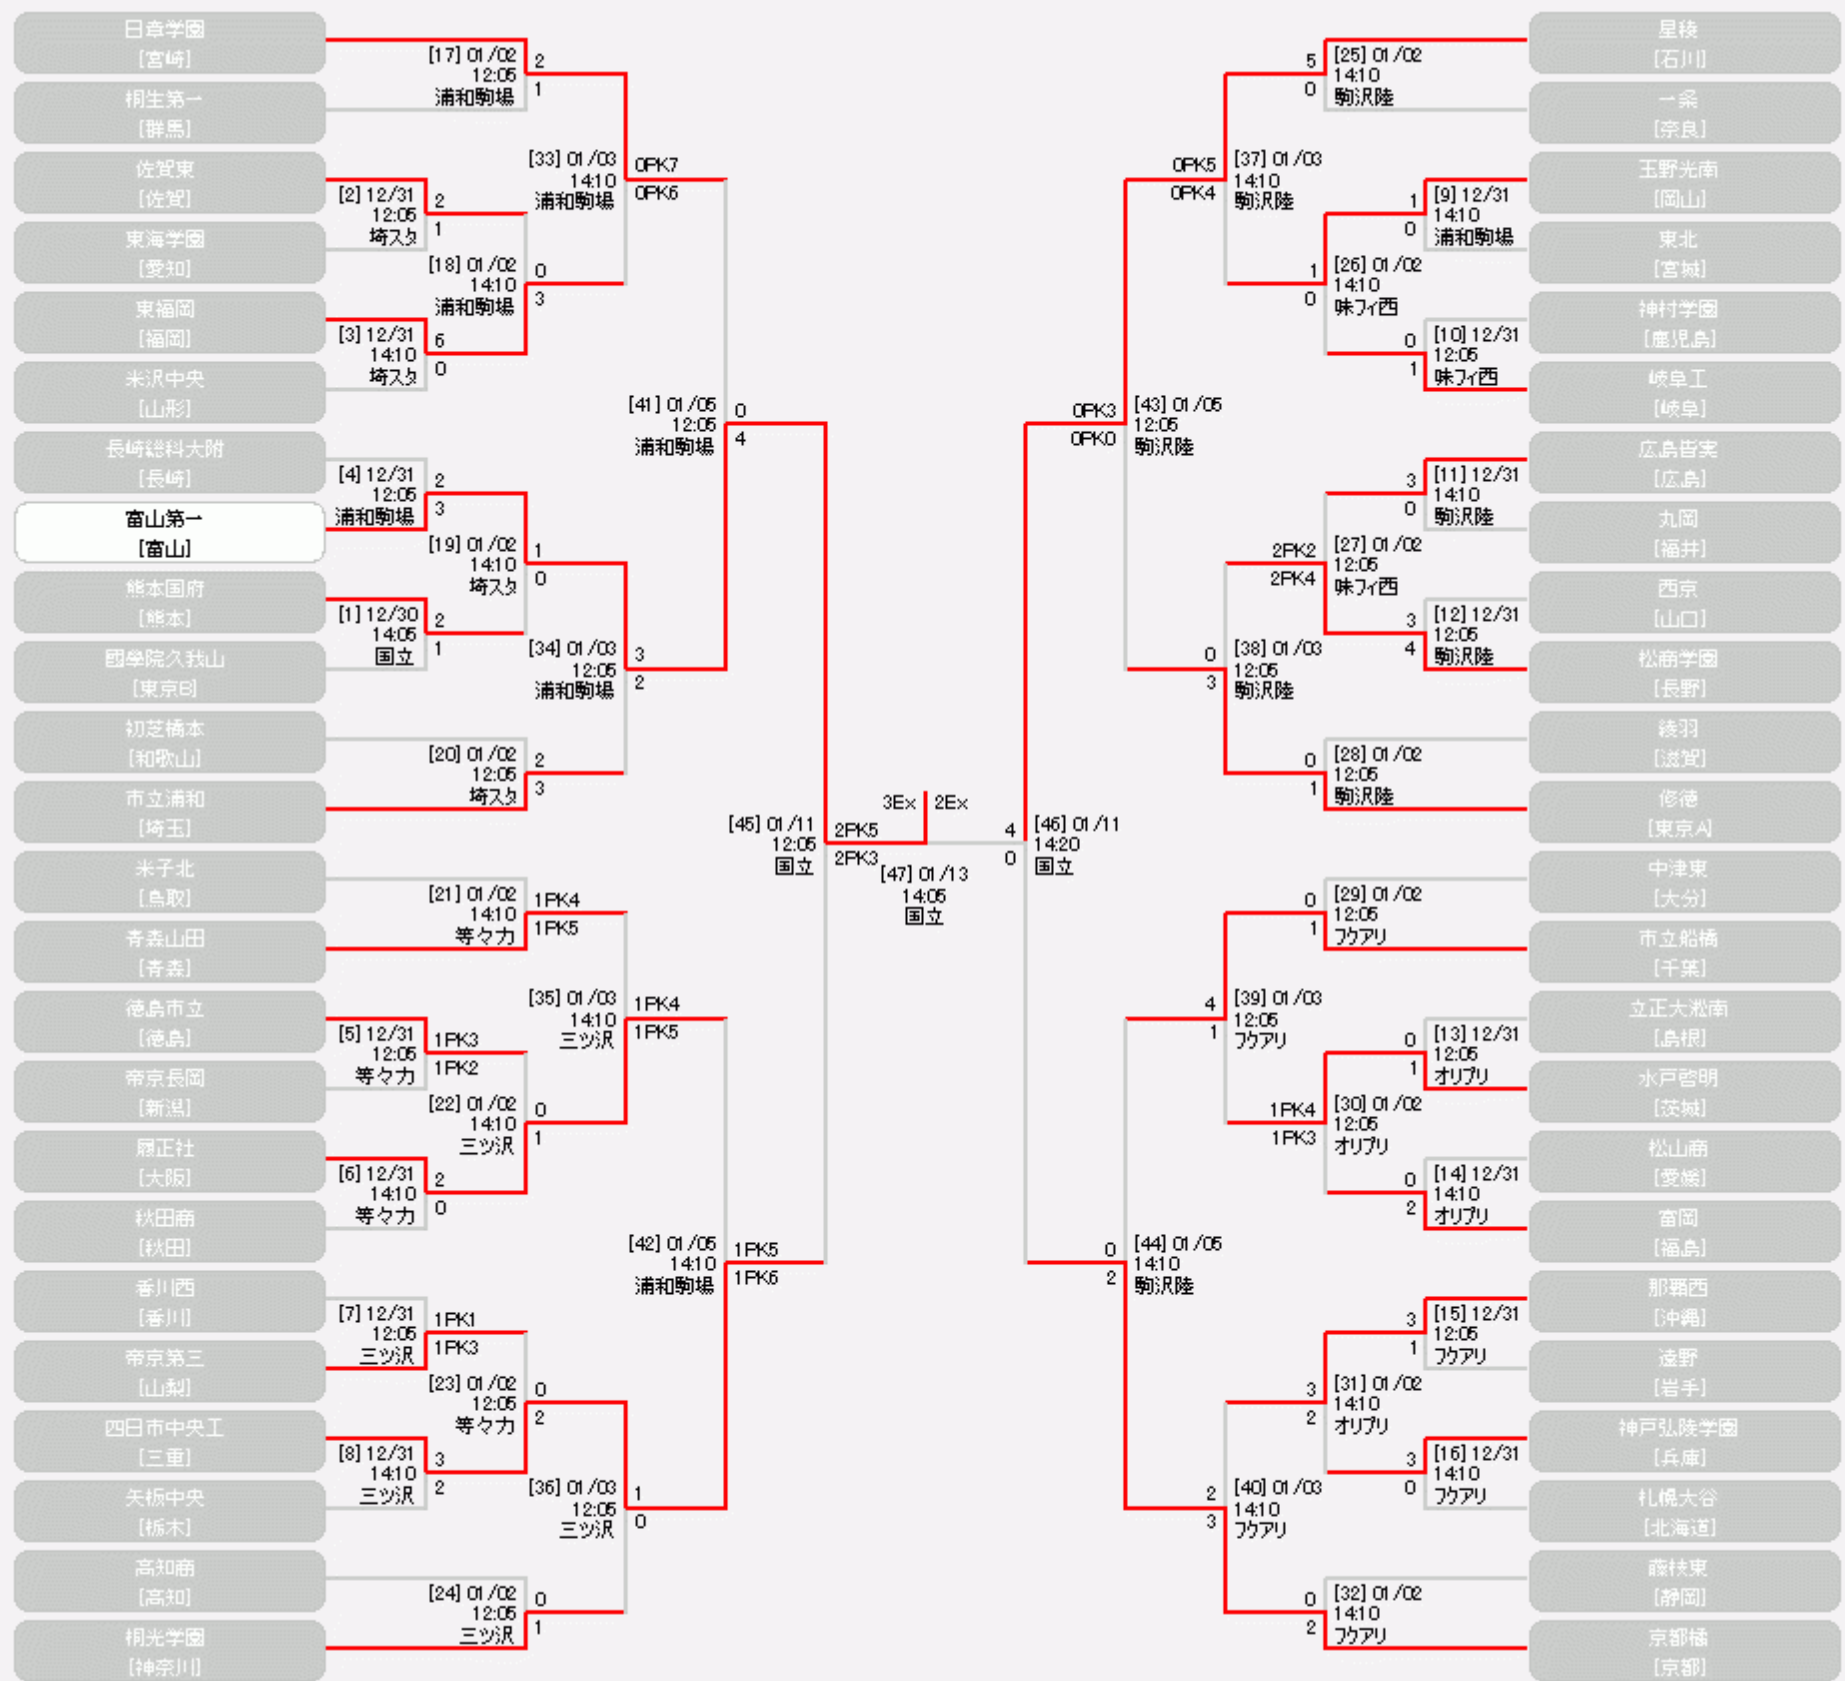 日章学園
[宮崎]
桐生第一
[群馬]
佐賀東
[佐賀]
東海学園
[愛知]
東福岡
[福岡]
米沢中央
[山形]
長崎総科大附
[長崎]
富山第一
[富山]
熊本国府
[熊本]
國學院久我山
[東京B]
初芝橋本
[和歌山]
市立浦和
[埼玉]
米子北
[鳥取]
青森山田
[青森]
徳島市立
[徳島]
帝京長岡
[新潟]
履正社
[大阪]
秋田商
[秋田]
香川西
[香川]
帝京第三
[山梨]
四日市中央工
[三重]
矢板中央
[栃木]
高知商
[高知]
桐光学園
[神奈川]
[2] 12/31
12:05
埼スタ
2
1
[3] 12/31
14:10
埼スタ
6
0
[4] 12/31
12:05
浦和駒場
2
3
[1] 12/30
14:05
国立
2
1
[5] 12/31
12:05
等々力
1PK3
1PK2
[6] 12/31
14:10
等々力
2
0
[7] 12/31
12:05
三ツ沢
1PK1
1PK3
[8] 12/31
14:10
三ツ沢
3
2
[17] 01/02
12:05
浦和駒場
2
1
[18] 01/02
14:10
浦和駒場
0
3
[19] 01/02
14:10
埼スタ
1
0
[20] 01/02
12:05
埼スタ
2
3
[21] 01/02
14:10
等々力
1PK4
1PK5
[22] 01/02
14:10
三ツ沢
0
1
[23] 01/02
12:05
等々力
0
2
[24] 01/02
12:05
三ツ沢
0
1
[33] 01/03
14:10
浦和駒場
0PK7
0PK6
[34] 01/03
12:05
浦和駒場
3
2
[35] 01/03
14:10
三ツ沢
1PK4
1PK5
[36] 01/03
12:05
三ツ沢
1
0
[41] 01/05
12:05
浦和駒場
0
4
[42] 01/05
14:10
浦和駒場
1PK5
1PK6
[45] 01/11
12:05
国立
2PK5
2PK3
3Ex
2Ex
[47] 01/13
14:05
国立
4
0
[46] 01/11
14:20
国立
0PK3
0PK0
[43] 01/05
12:05
駒沢陸
0
2
[44] 01/05
14:10
駒沢陸
0PK5
0PK4
[37] 01/03
14:10
駒沢陸
0
3
[38] 01/03
12:05
駒沢陸
4
1
[39] 01/03
12:05
フクアリ
2
3
[40] 01/03
14:10
フクアリ
5
0
[25] 01/02
14:10
駒沢陸
1
0
[26] 01/02
14:10
味フィ西
2PK2
2PK4
[27] 01/02
12:05
味フィ西
0
1
[28] 01/02
12:05
駒沢陸
0
1
[29] 01/02
12:05
フクアリ
1PK4
1PK3
[30] 01/02
12:05
オリプリ
3
2
[31] 01/02
14:10
オリプリ
0
2
[32] 01/02
14:10
フクアリ
1
0
[9] 12/31
14:10
浦和駒場
0
1
[10] 12/31
12:05
味フィ西
3
0
[11] 12/31
14:10
駒沢陸
3
4
[12] 12/31
12:05
駒沢陸
0
1
[13] 12/31
12:05
オリプリ
0
2
[14] 12/31
14:10
オリプリ
3
1
[15] 12/31
12:05
フクアリ
3
0
[16] 12/31
14:10
フクアリ
星稜
[石川]
一条
[奈良]
玉野光南
[岡山]
東北
[宮城]
神村学園
[鹿児島]
岐阜工
[岐阜]
広島皆実
[広島]
丸岡
[福井]
西京
[山口]
松商学園
[長野]
綾羽
[滋賀]
修徳
[東京A]
中津東
[大分]
市立船橋
[千葉]
立正大淞南
[島根]
水戸啓明
[茨城]
松山商
[愛媛]
富岡
[福島]
那覇西
[沖縄]
遠野
[岩手]
神戸弘陵学園
[兵庫]
札幌大谷
[北海道]
藤枝東
[静岡]
京都橘
[京都]